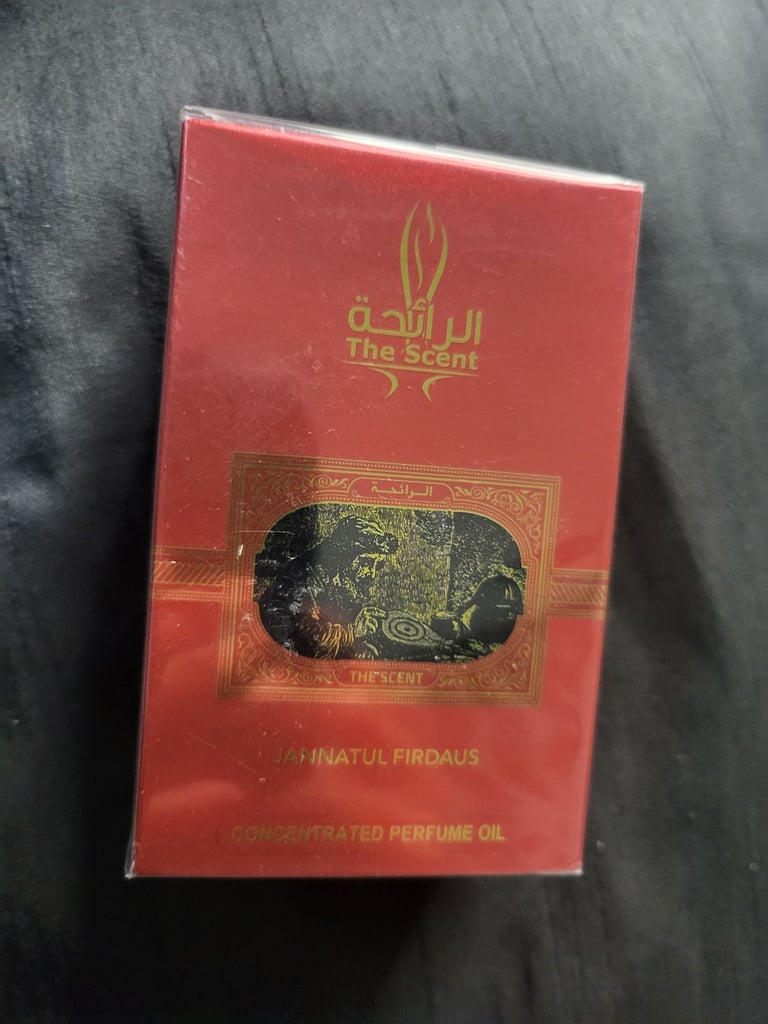 الرائحة
The Scent
الرائحة
THE SCENT
JANNATUL FIRDAUS
CONCENTRATED PERFUME OIL